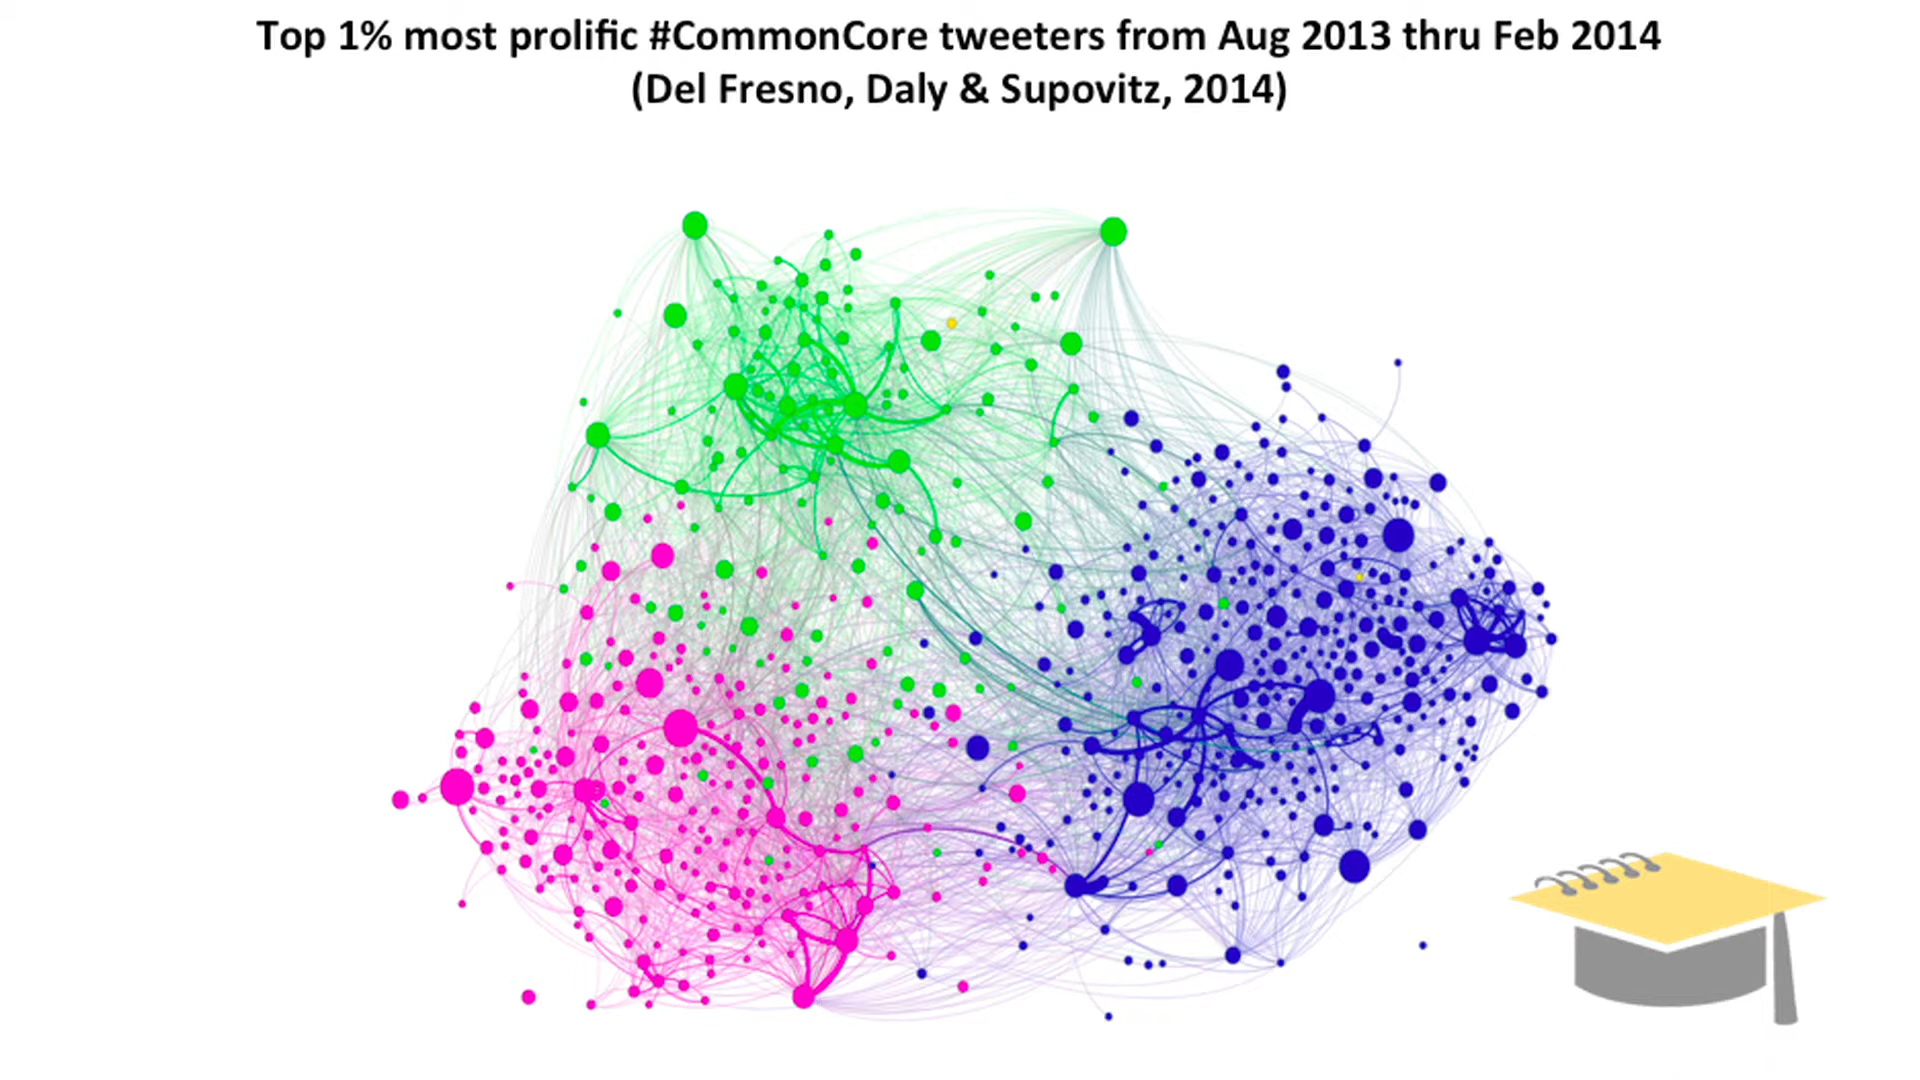 Top 1% most prolific #CommonCore tweeters from Aug 2013 thru Feb 2014
(Del Fresno, Daly & Supovitz, 2014)